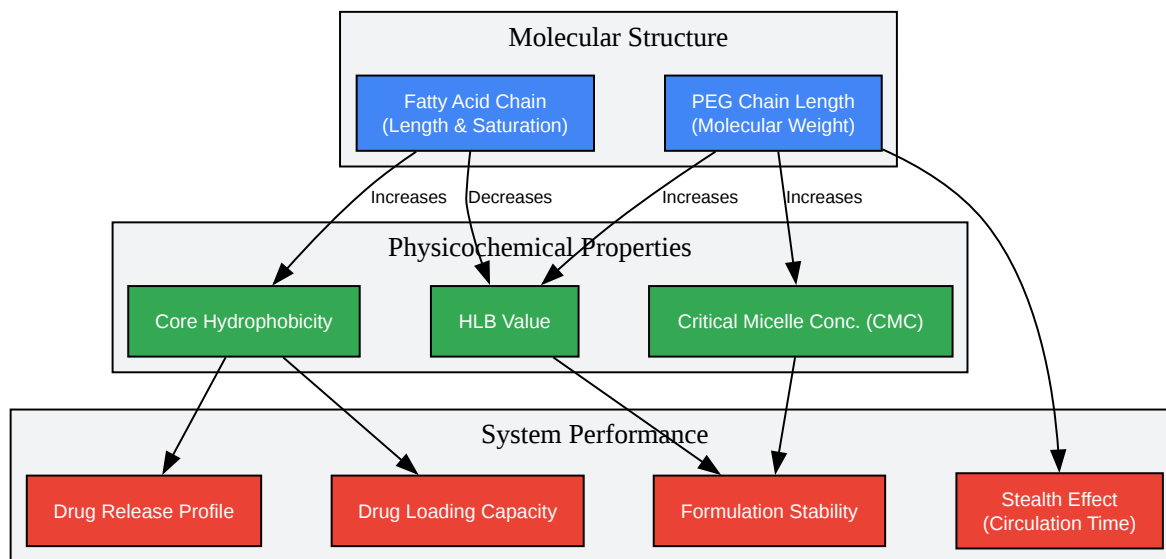 Molecular Structure
Fatty Acid Chain
(Length & Saturation)
PEG Chain Length
(Molecular Weight)
Increases
Decreases
Increases
Increases
Physicochemical Properties
Core Hydrophobicity
HLB Value
Critical Micelle Conc. (CMC)
System Performance
Drug Release Profile
Drug Loading Capacity
Formulation Stability
Stealth Effect
(Circulation Time)